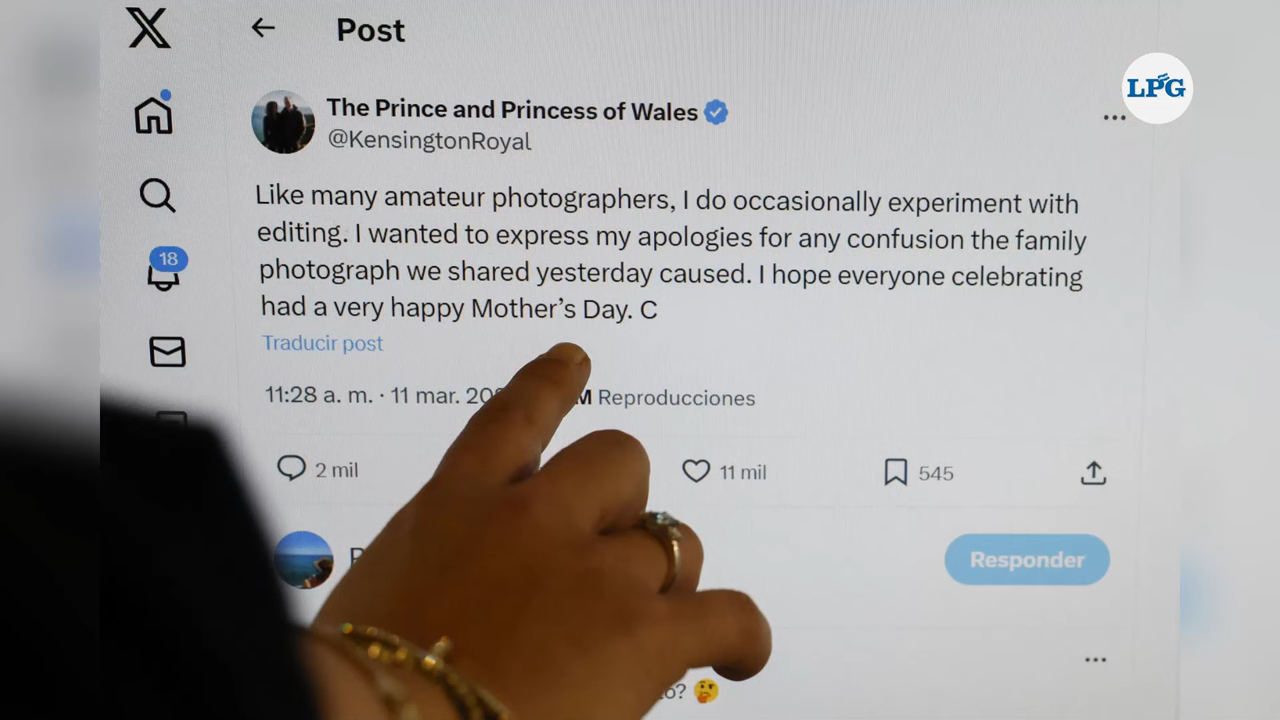 Post
LPG
The Prince and Princess of Wales
@KensingtonRoyal
Like many amateur photographers, I do occasionally experiment with
editing. I wanted to express my apologies for any confusion the family
photograph we shared yesterday caused. I hope everyone celebrating
had a very happy Mother’s Day. C
Traducir post
11:28 a. m. · 11 mar. M Reproducciones
18
2 mil 11 mil 545
Responder